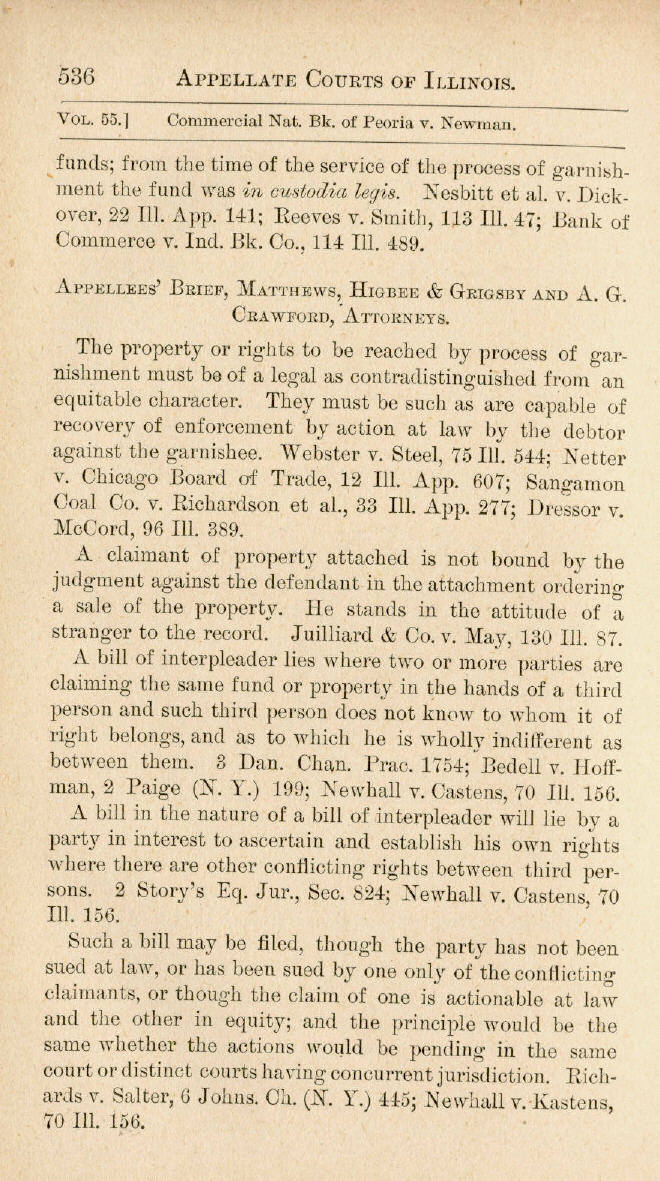 536 APPELLATE COURTS OF ILLINOIS.
VOL. 55.] Commercial Nat. Bk. of Peoria v. Newman.
funds; from the time of the service of the process of garnish-
ment the fund was in custodia legis. Nesbitt et al. v. Dick-
over, 22 Ill. App. 141; Reeves v. Smith, 113 Ill. 47; Bank of
Commerce v. Ind. Bk. Co., 114 Ill. 489.
APPELLEES' BRIEF, MATTHEWS, HIGBEE & GRIGSBY AND A. G.
CRAWFORD, ATTORNEYS.
The property or rights to be reached by process of gar-
nishment must be of a legal as contradistinguished from an
equitable character. They must be such as are capable of
recovery of enforcement by action at law by the debtor
against the garnishee. Webster v. Steel, 75 Ill. 544; Netter
v. Chicago Board of Trade, 12 Ill. App. 607; Sangamon
Coal Co. v. Richardson et al., 33 Ill. App. 277; Dressor v.
McCord, 96 Ill. 389.
A claimant of property attached is not bound by the
judgment against the defendant in the attachment ordering
a sale of the property. He stands in the attitude of a
stranger to the record. Juilliard & Co. v. May, 130 Ill. 87.
A bill of interpleader lies where two or more parties are
claiming the same fund or property in the hands of a third
person and such third person does not know to whom it of
right belongs, and as to which he is wholly indifferent as
between them. 3 Dan. Chan. Prac. 1754; Bedell v. Hoff-
man, 2 Paige (N. Y.) 199; Newhall v. Castens, 70 Ill. 156.
A bill in the nature of a bill of interpleader will lie by a
party in interest to ascertain and establish his own rights
where there are other conflicting rights between third per-
sons. 2 Story's Eq. Jur., Sec. 824; Newhall v. Castens, 70
Ill. 156.
Such a bill may be filed, though the party has not been
sued at law, or has been sued by one only of the conflicting
claimants, or though the claim of one is actionable at law
and the other in equity; and the principle would be the
same whether the actions would be pending in the same
court or distinct courts having concurrent jurisdiction. Rich-
ards v. Salter, 6 Johns. Ch. (N. Y.) 445; Newhall v. Kastens,
70 Ill. 156.